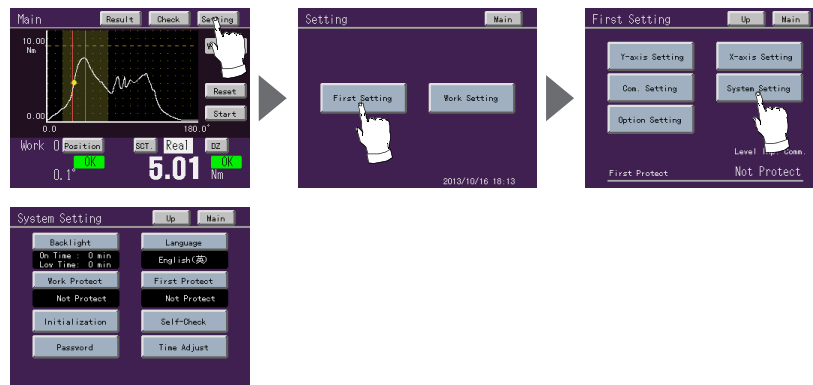 Main Result Check Setting
10.00
Nm
Reset
Start
0.00
0.0 180.0°
Work 0 Position SCT. Real DZ
OK OK
0.1° 5.01 Nm
Setting Main
First Setting Work Setting
2013/10/16 18:13
First Setting Up Main
Y-axis Setting X-axis Setting
Com. Setting System Setting
Option Setting
Level Comm.
First Protect Not Protect
System Setting Up Main
Backlight Language
On Time : 0 min
Low Time: 0 min
English(英)
Work Protect First Protect
Not Protect Not Protect
Initialization Self-Check
Password Time Adjust